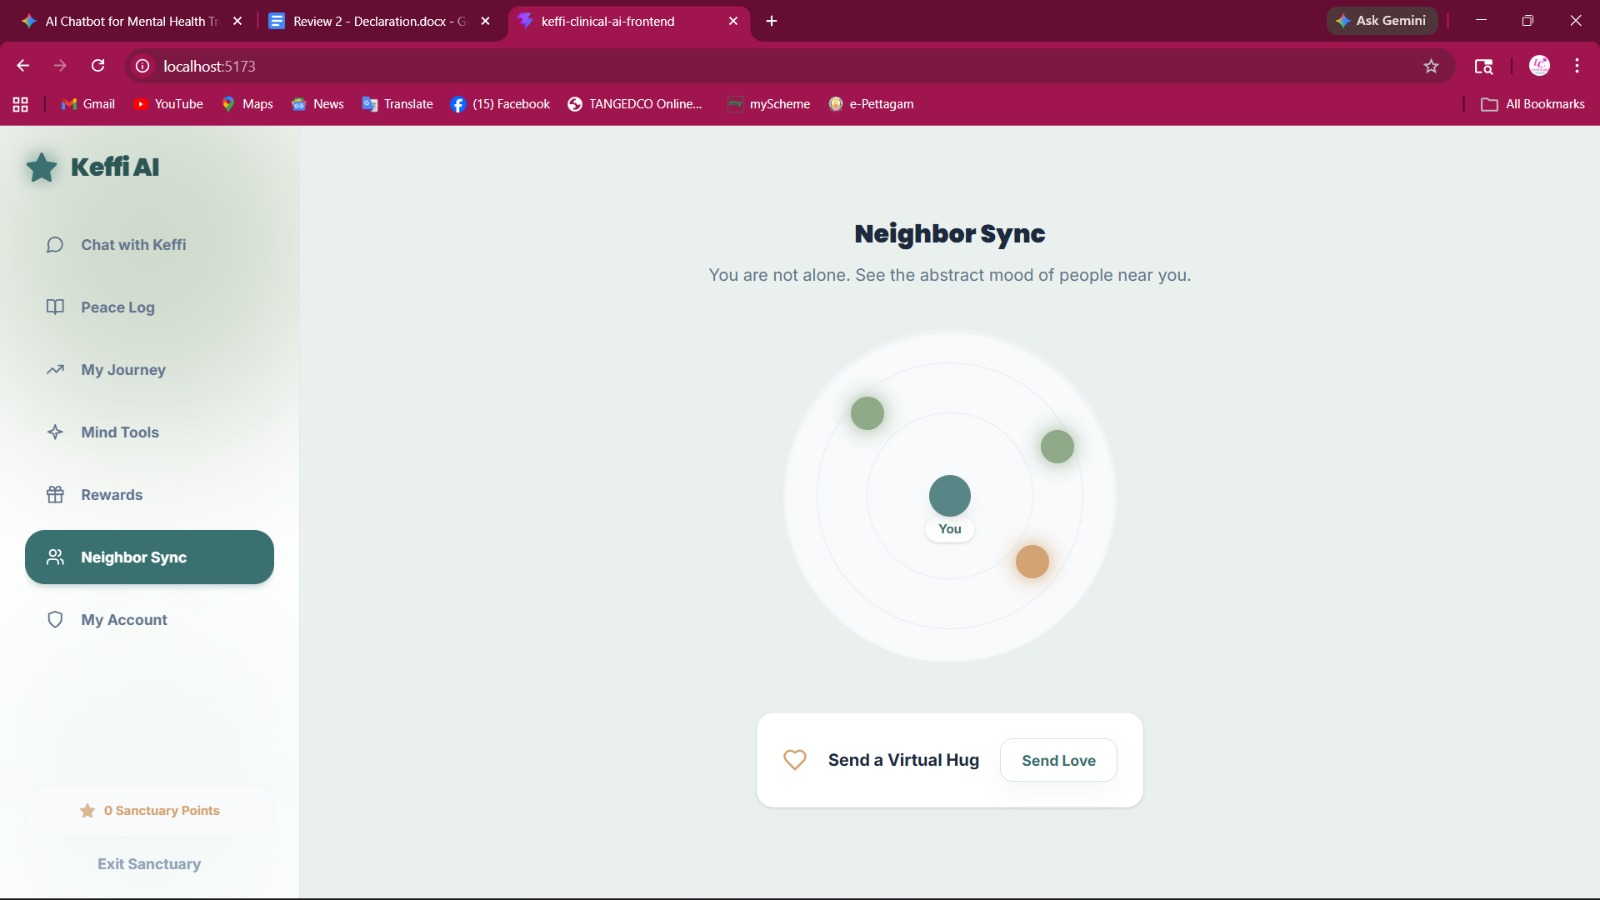 AI Chatbot for Mental Health Tr
Review 2 - Declaration.docx - G
keffi-clinical-ai-frontend
Ask Gemini
localhost:5173
Gmail
YouTube
Maps
News
Translate
(15) Facebook
TANGEDCO Online...
my
myScheme
e-Pettagam
All Bookmarks
Keffi AI
Chat with Keffi
Peace Log
My Journey
Mind Tools
Rewards
Neighbor Sync
My Account
0 Sanctuary Points
Exit Sanctuary
Neighbor Sync
You are not alone. See the abstract mood of people near you.
You
Send a Virtual Hug
Send Love